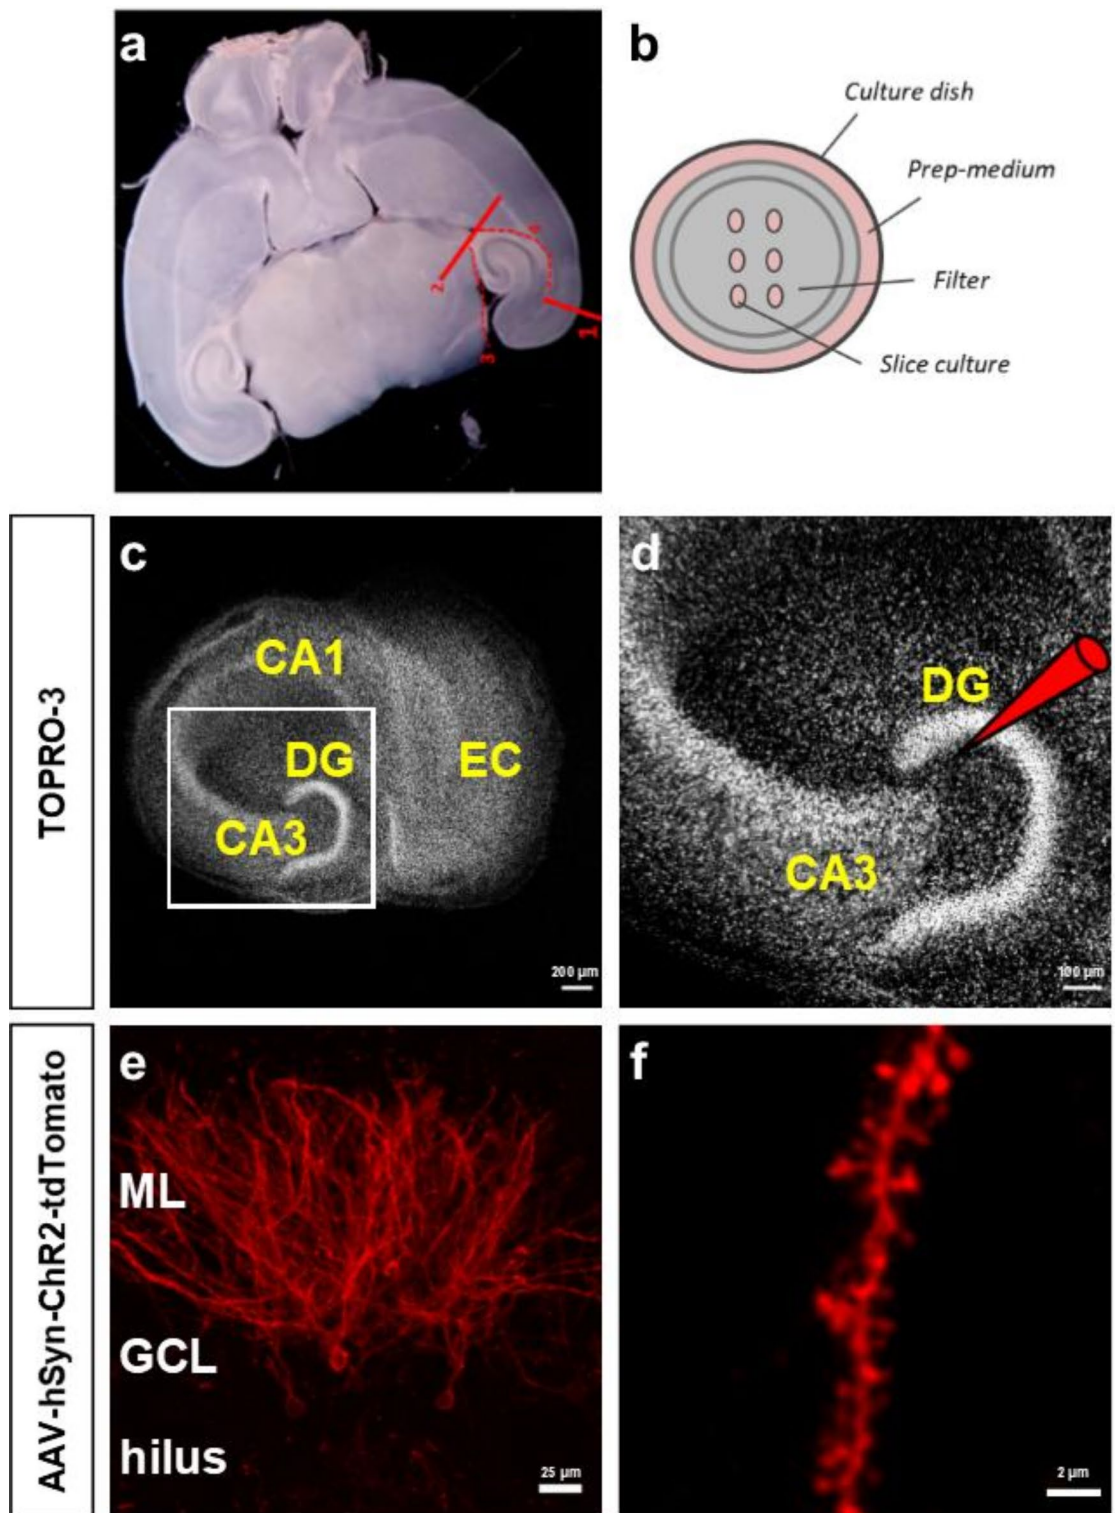 a
1
2
3
4
b
Culture dish
Prep-medium
Filter
Slice culture
TOPRO-3
c
CA1
DG
EC
CA3
200 µm
d
DG
CA3
100 µm
AAV-hSyn-ChR2-tdTomato
e
ML
GCL
hilus
25 µm
f
2 µm